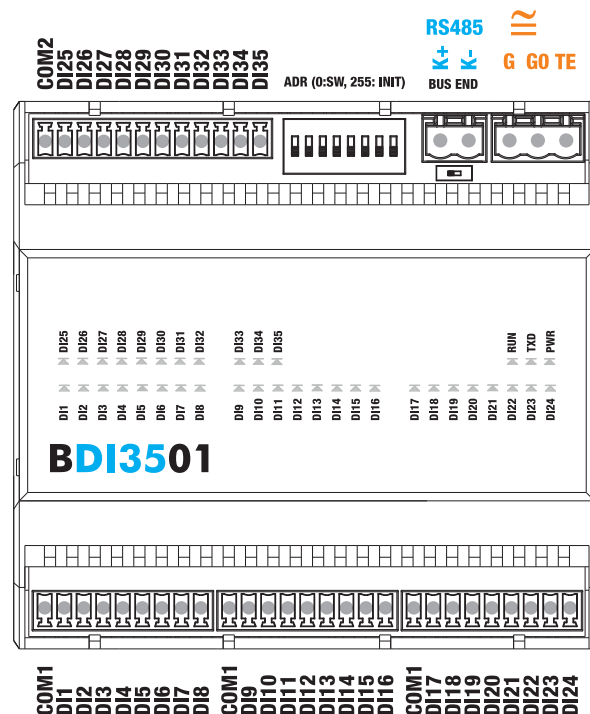 RS485
COM2
DI25
DI26
DI27
DI28
DI29
DI30
DI31
DI32
DI33
DI34
DI35
ADR (0:SW, 255: INIT)
K+
K-
BUS END
G G0 TE
DI25
DI26
DI27
DI28
DI29
DI30
DI31
DI32
DI33
DI34
DI35
RUN
TXD
PWR
DI1
DI2
DI3
DI4
DI5
DI6
DI7
DI8
DI9
DI10
DI11
DI12
DI13
DI14
DI15
DI16
DI17
DI18
DI19
DI20
DI21
DI22
DI23
DI24
BDI3501
COM1
DI1
DI2
DI3
DI4
DI5
DI6
DI7
DI8
COM1
DI9
DI10
DI11
DI12
DI13
DI14
DI15
DI16
COM1
DI17
DI18
DI19
DI20
DI21
DI22
DI23
DI24